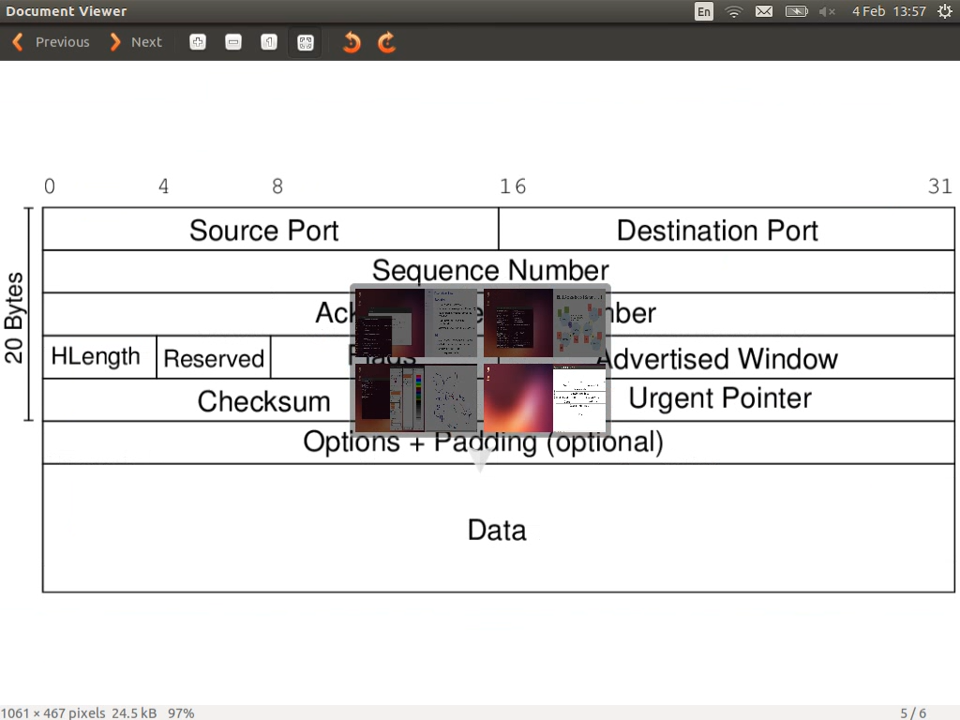 Document Viewer En 4 Feb 13:57
Previous Next
0 4 8 16 31
Source Port Destination Port
Sequence Number
20 Bytes
HLength Reserved Flags Advertised Window
Checksum Urgent Pointer
Options + Padding (optional)
Data
1061 × 467 pixels 24.5 kB 97% 5 / 6